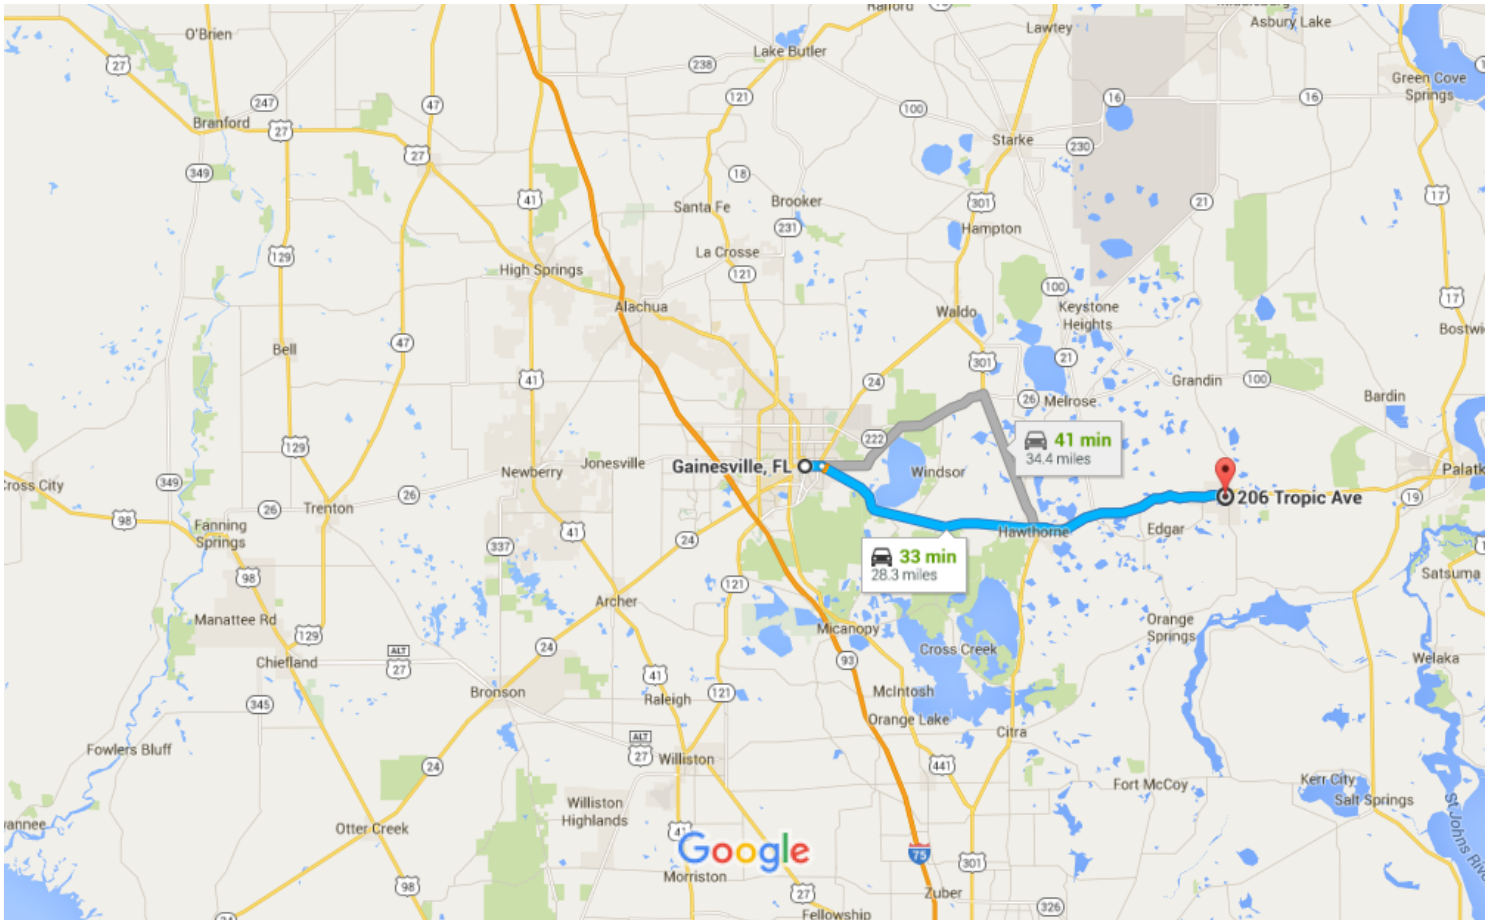 Raiford
Asbury Lake
O'Brien
Lawtey
Lake Butler
27
238
Green Cove
Springs
47
121
16
16
247
100
Branford
27
Starke
230
27
349
18
17
41
Santa Fe
Brooker
301
21
231
Hampton
La Crosse
129
High Springs
121
100
17
Alachua
Waldo
Keystone
Heights
Bell
47
301
21
Grandin
100
41
24
26
Melrose
Bardin
222
41 min
34.4 miles
129
Gainesville, FL
Windsor
Newberry
Jonesville
349
26
206 Tropic Ave
19
Trenton
26
98
Fanning
Springs
Hawthorne
Edgar
41
337
24
33 min
28.3 miles
98
121
Satsuma
Archer
Manattee Rd
Orange
Springs
129
Micanopy
ALT
27
24
Cross Creek
Chiefland
93
Welaka
41
Bronson
121
McIntosh
Raleigh
345
Orange Lake
Citra
Fowlers Bluff
ALT
27
Williston
24
441
Fort McCoy
Kerr City
Salt Springs
Williston
Highlands
Otter Creek
41
Google
St Johns River
75
301
Morriston
98
27
Zuber
326
Fellowship
24